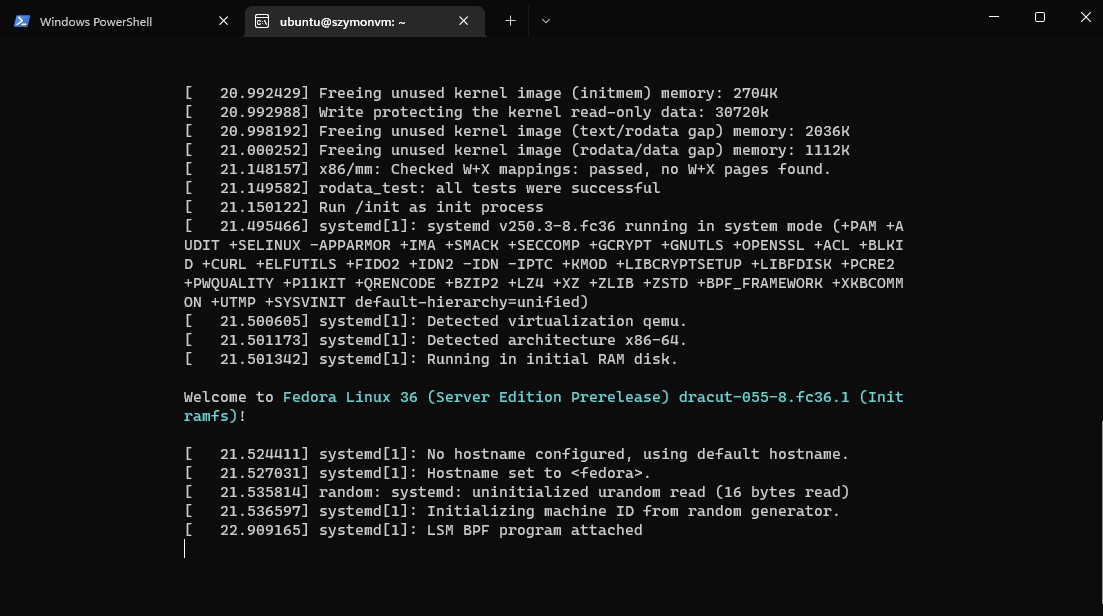 Windows PowerShell
ubuntu@szymonvm: ~
[   20.992429] Freeing unused kernel image (initmem) memory: 2704K
[   20.992988] Write protecting the kernel read-only data: 30720k
[   20.998192] Freeing unused kernel image (text/rodata gap) memory: 2036K
[   21.000252] Freeing unused kernel image (rodata/data gap) memory: 1112K
[   21.148157] x86/mm: Checked W+X mappings: passed, no W+X pages found.
[   21.149582] rodata_test: all tests were successful
[   21.150122] Run /init as init process
[   21.495466] systemd[1]: systemd v250.3-8.fc36 running in system mode (+PAM +A
UDIT +SELINUX -APPARMOR +IMA +SMACK +SECCOMP +GCRYPT +GNUTLS +OPENSSL +ACL +BLKI
D +CURL +ELFUTILS +FIDO2 +IDN2 -IDN -IPTC +KMOD +LIBCRYPTSETUP +LIBFDISK +PCRE2
+PWQUALITY +P11KIT +QRENCODE +BZIP2 +LZ4 +XZ +ZLIB +ZSTD +BPF_FRAMEWORK +XKBCOMM
ON +UTMP +SYSVINIT default-hierarchy=unified)
[   21.500605] systemd[1]: Detected virtualization qemu.
[   21.501173] systemd[1]: Detected architecture x86-64.
[   21.501342] systemd[1]: Running in initial RAM disk.
Welcome to Fedora Linux 36 (Server Edition Prerelease) dracut-055-8.fc36.1 (Init
ramfs)!
[   21.524411] systemd[1]: No hostname configured, using default hostname.
[   21.527031] systemd[1]: Hostname set to <fedora>.
[   21.535814] random: systemd: uninitialized urandom read (16 bytes read)
[   21.536597] systemd[1]: Initializing machine ID from random generator.
[   22.909165] systemd[1]: LSM BPF program attached